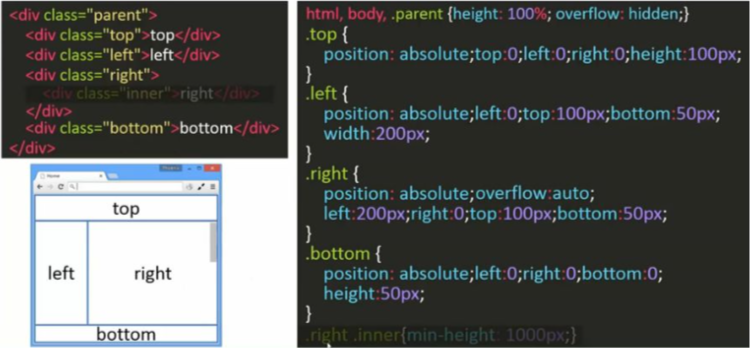 <div class="parent">
<div class="top">top</div>
<div class="left">left</div>
<div class="right">
<div class="inner">right</div>
</div>
<div class="bottom">bottom</div>
</div>
top
left
right
bottom
html, body, .parent {height: 100%; overflow: hidden;}
.top {
position: absolute;top:0;left:0;right:0;height:100px;
}
.left {
position: absolute;left:0;top:100px;bottom:50px;
width:200px;
}
.right {
position: absolute;overflow:auto;
left:200px;right:0;top:100px;bottom:50px;
}
.bottom {
position: absolute;left:0;right:0;bottom:0;
height:50px;
}
.right .inner{min-height: 1000px;}